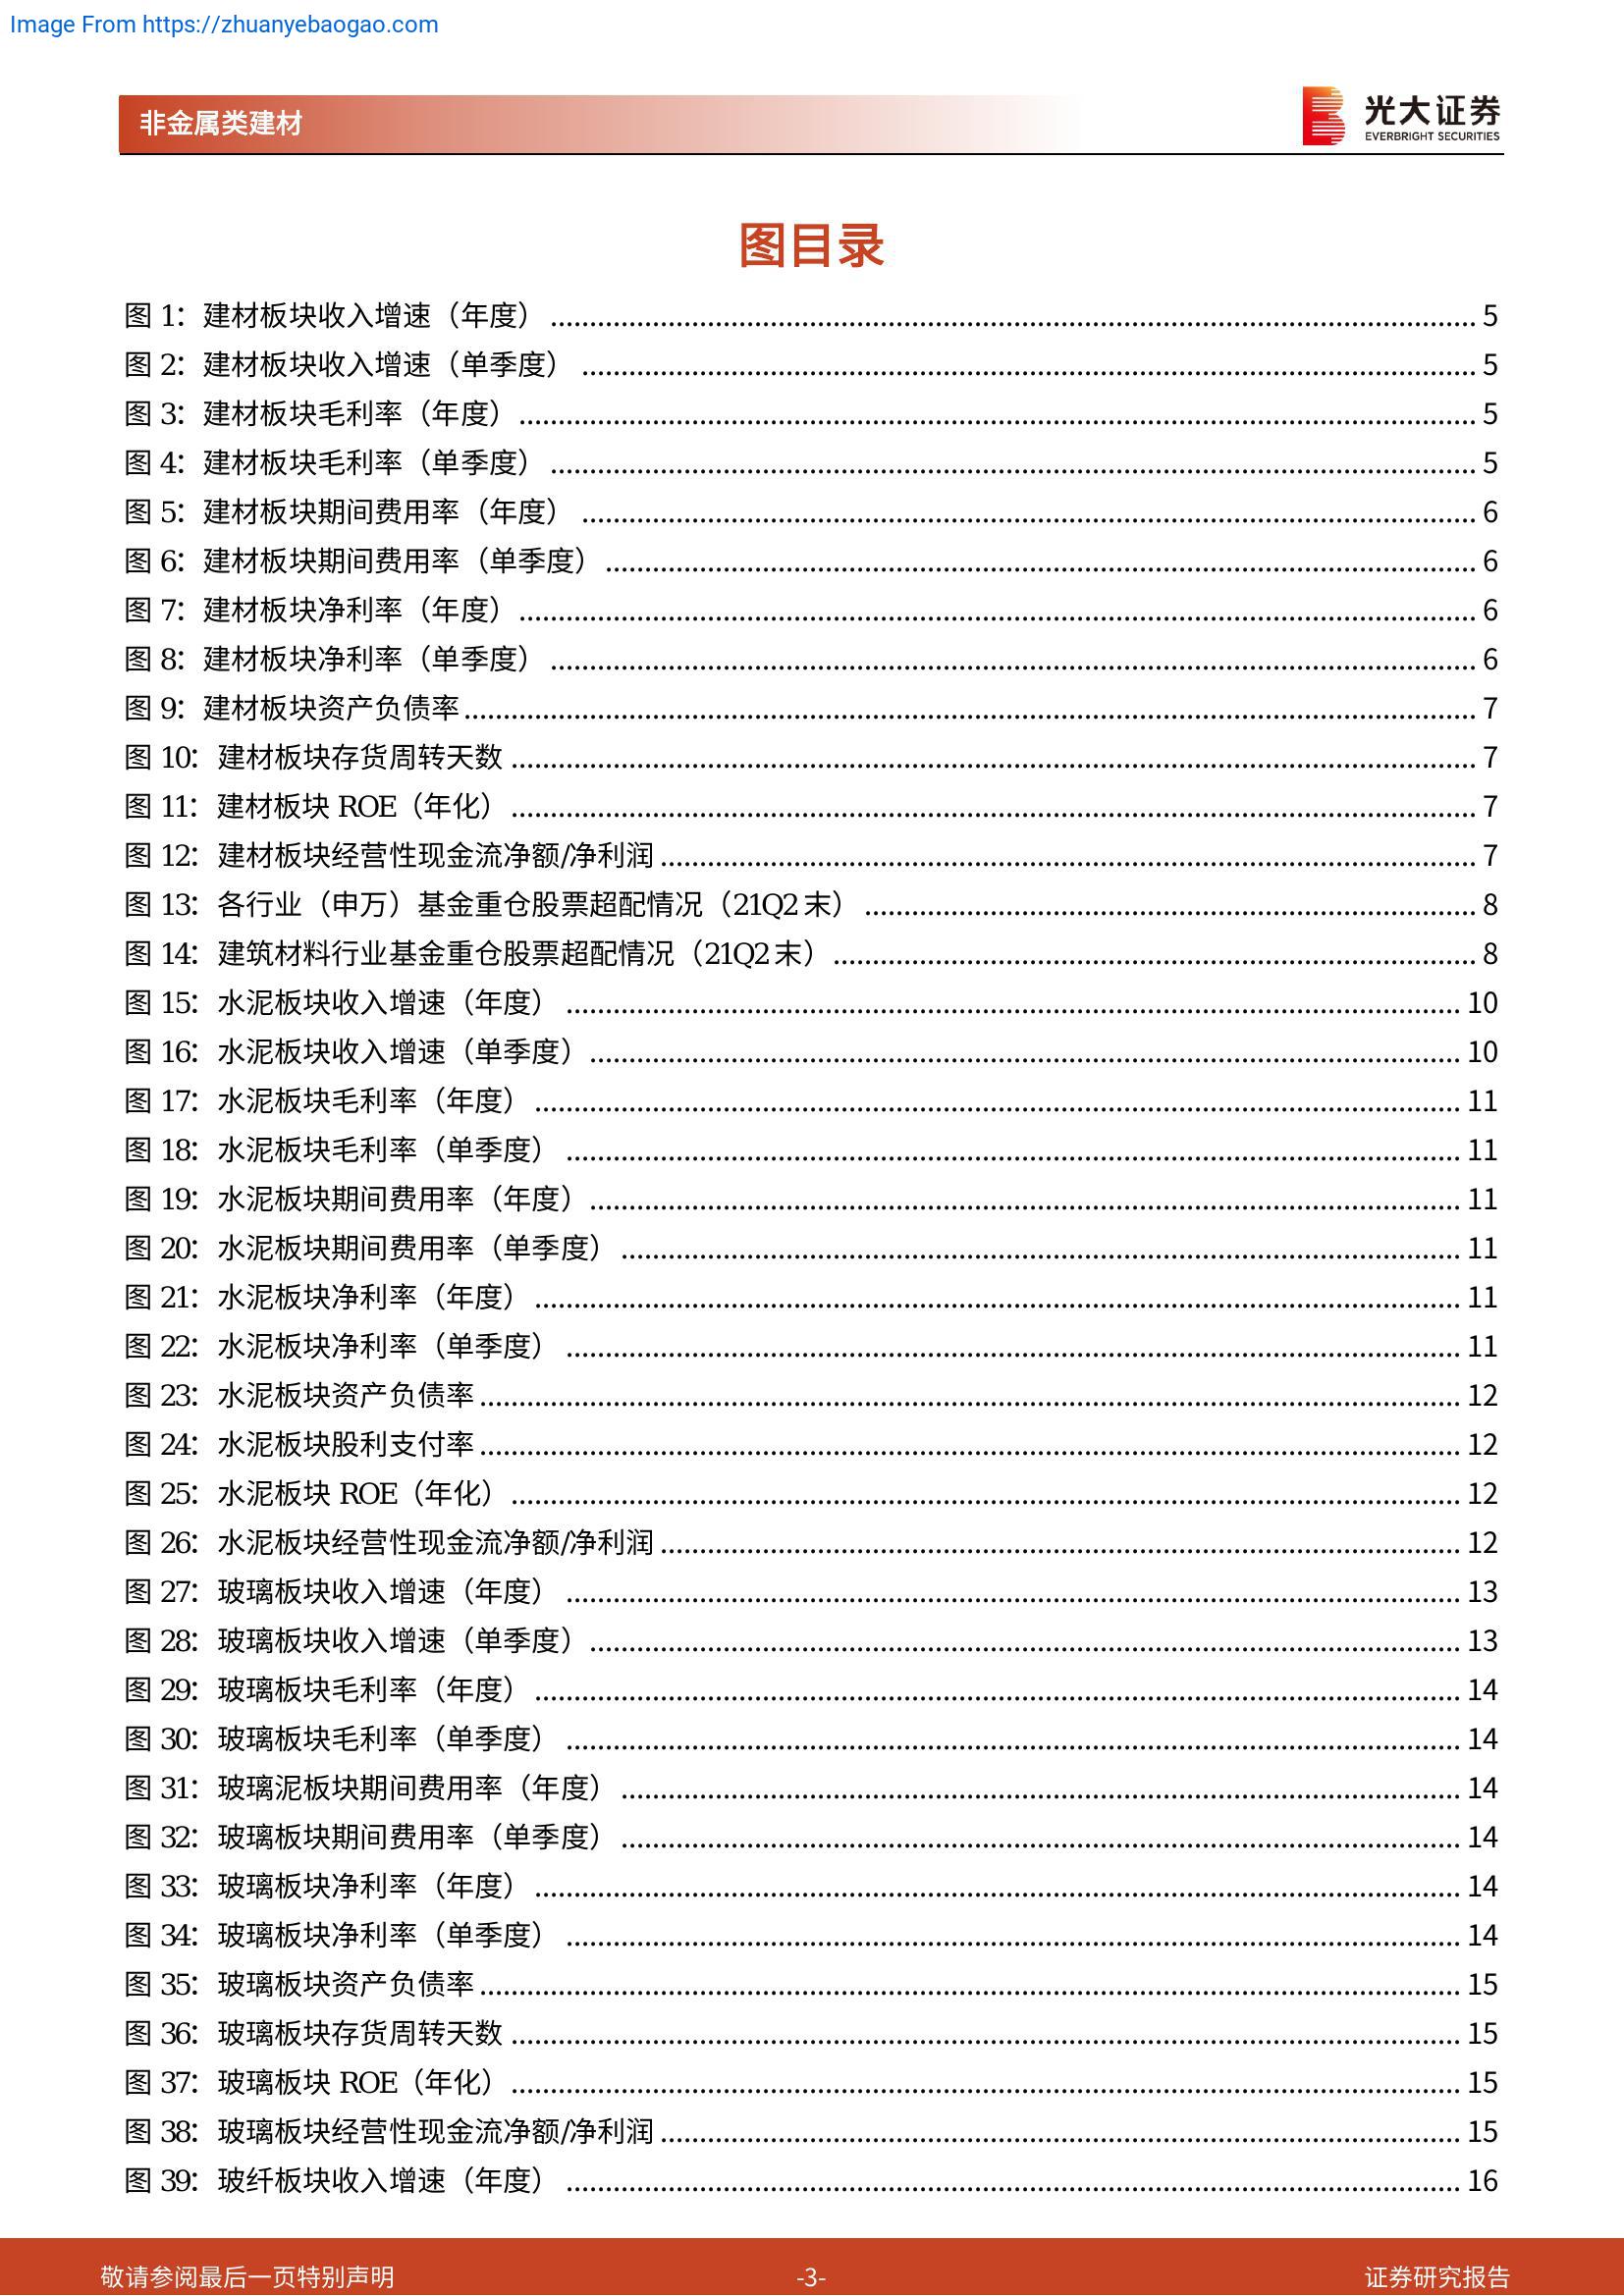 Image From https://zhuanyebaogao.com
非金属类建材
光大证券
EVERBRIGHT SECURITIES
图目录
图 1：建材板块收入增速（年度） 5
图 2：建材板块收入增速（单季度） 5
图 3：建材板块毛利率（年度） 5
图 4：建材板块毛利率（单季度） 5
图 5：建材板块期间费用率（年度） 6
图 6：建材板块期间费用率（单季度） 6
图 7：建材板块净利率（年度） 6
图 8：建材板块净利率（单季度） 6
图 9：建材板块资产负债率 7
图 10：建材板块存货周转天数 7
图 11：建材板块 ROE（年化） 7
图 12：建材板块经营性现金流净额/净利润 7
图 13：各行业（申万）基金重仓股票超配情况（21Q2 末） 8
图 14：建筑材料行业基金重仓股票超配情况（21Q2 末） 8
图 15：水泥板块收入增速（年度） 10
图 16：水泥板块收入增速（单季度） 10
图 17：水泥板块毛利率（年度） 11
图 18：水泥板块毛利率（单季度） 11
图 19：水泥板块期间费用率（年度） 11
图 20：水泥板块期间费用率（单季度） 11
图 21：水泥板块净利率（年度） 11
图 22：水泥板块净利率（单季度） 11
图 23：水泥板块资产负债率 12
图 24：水泥板块股利支付率 12
图 25：水泥板块 ROE（年化） 12
图 26：水泥板块经营性现金流净额/净利润 12
图 27：玻璃板块收入增速（年度） 13
图 28：玻璃板块收入增速（单季度） 13
图 29：玻璃板块毛利率（年度） 14
图 30：玻璃板块毛利率（单季度） 14
图 31：玻璃泥板块期间费用率（年度） 14
图 32：玻璃板块期间费用率（单季度） 14
图 33：玻璃板块净利率（年度） 14
图 34：玻璃板块净利率（单季度） 14
图 35：玻璃板块资产负债率 15
图 36：玻璃板块存货周转天数 15
图 37：玻璃板块 ROE（年化） 15
图 38：玻璃板块经营性现金流净额/净利润 15
图 39：玻纤板块收入增速（年度） 16
敬请参阅最后一页特别声明 -3- 证券研究报告